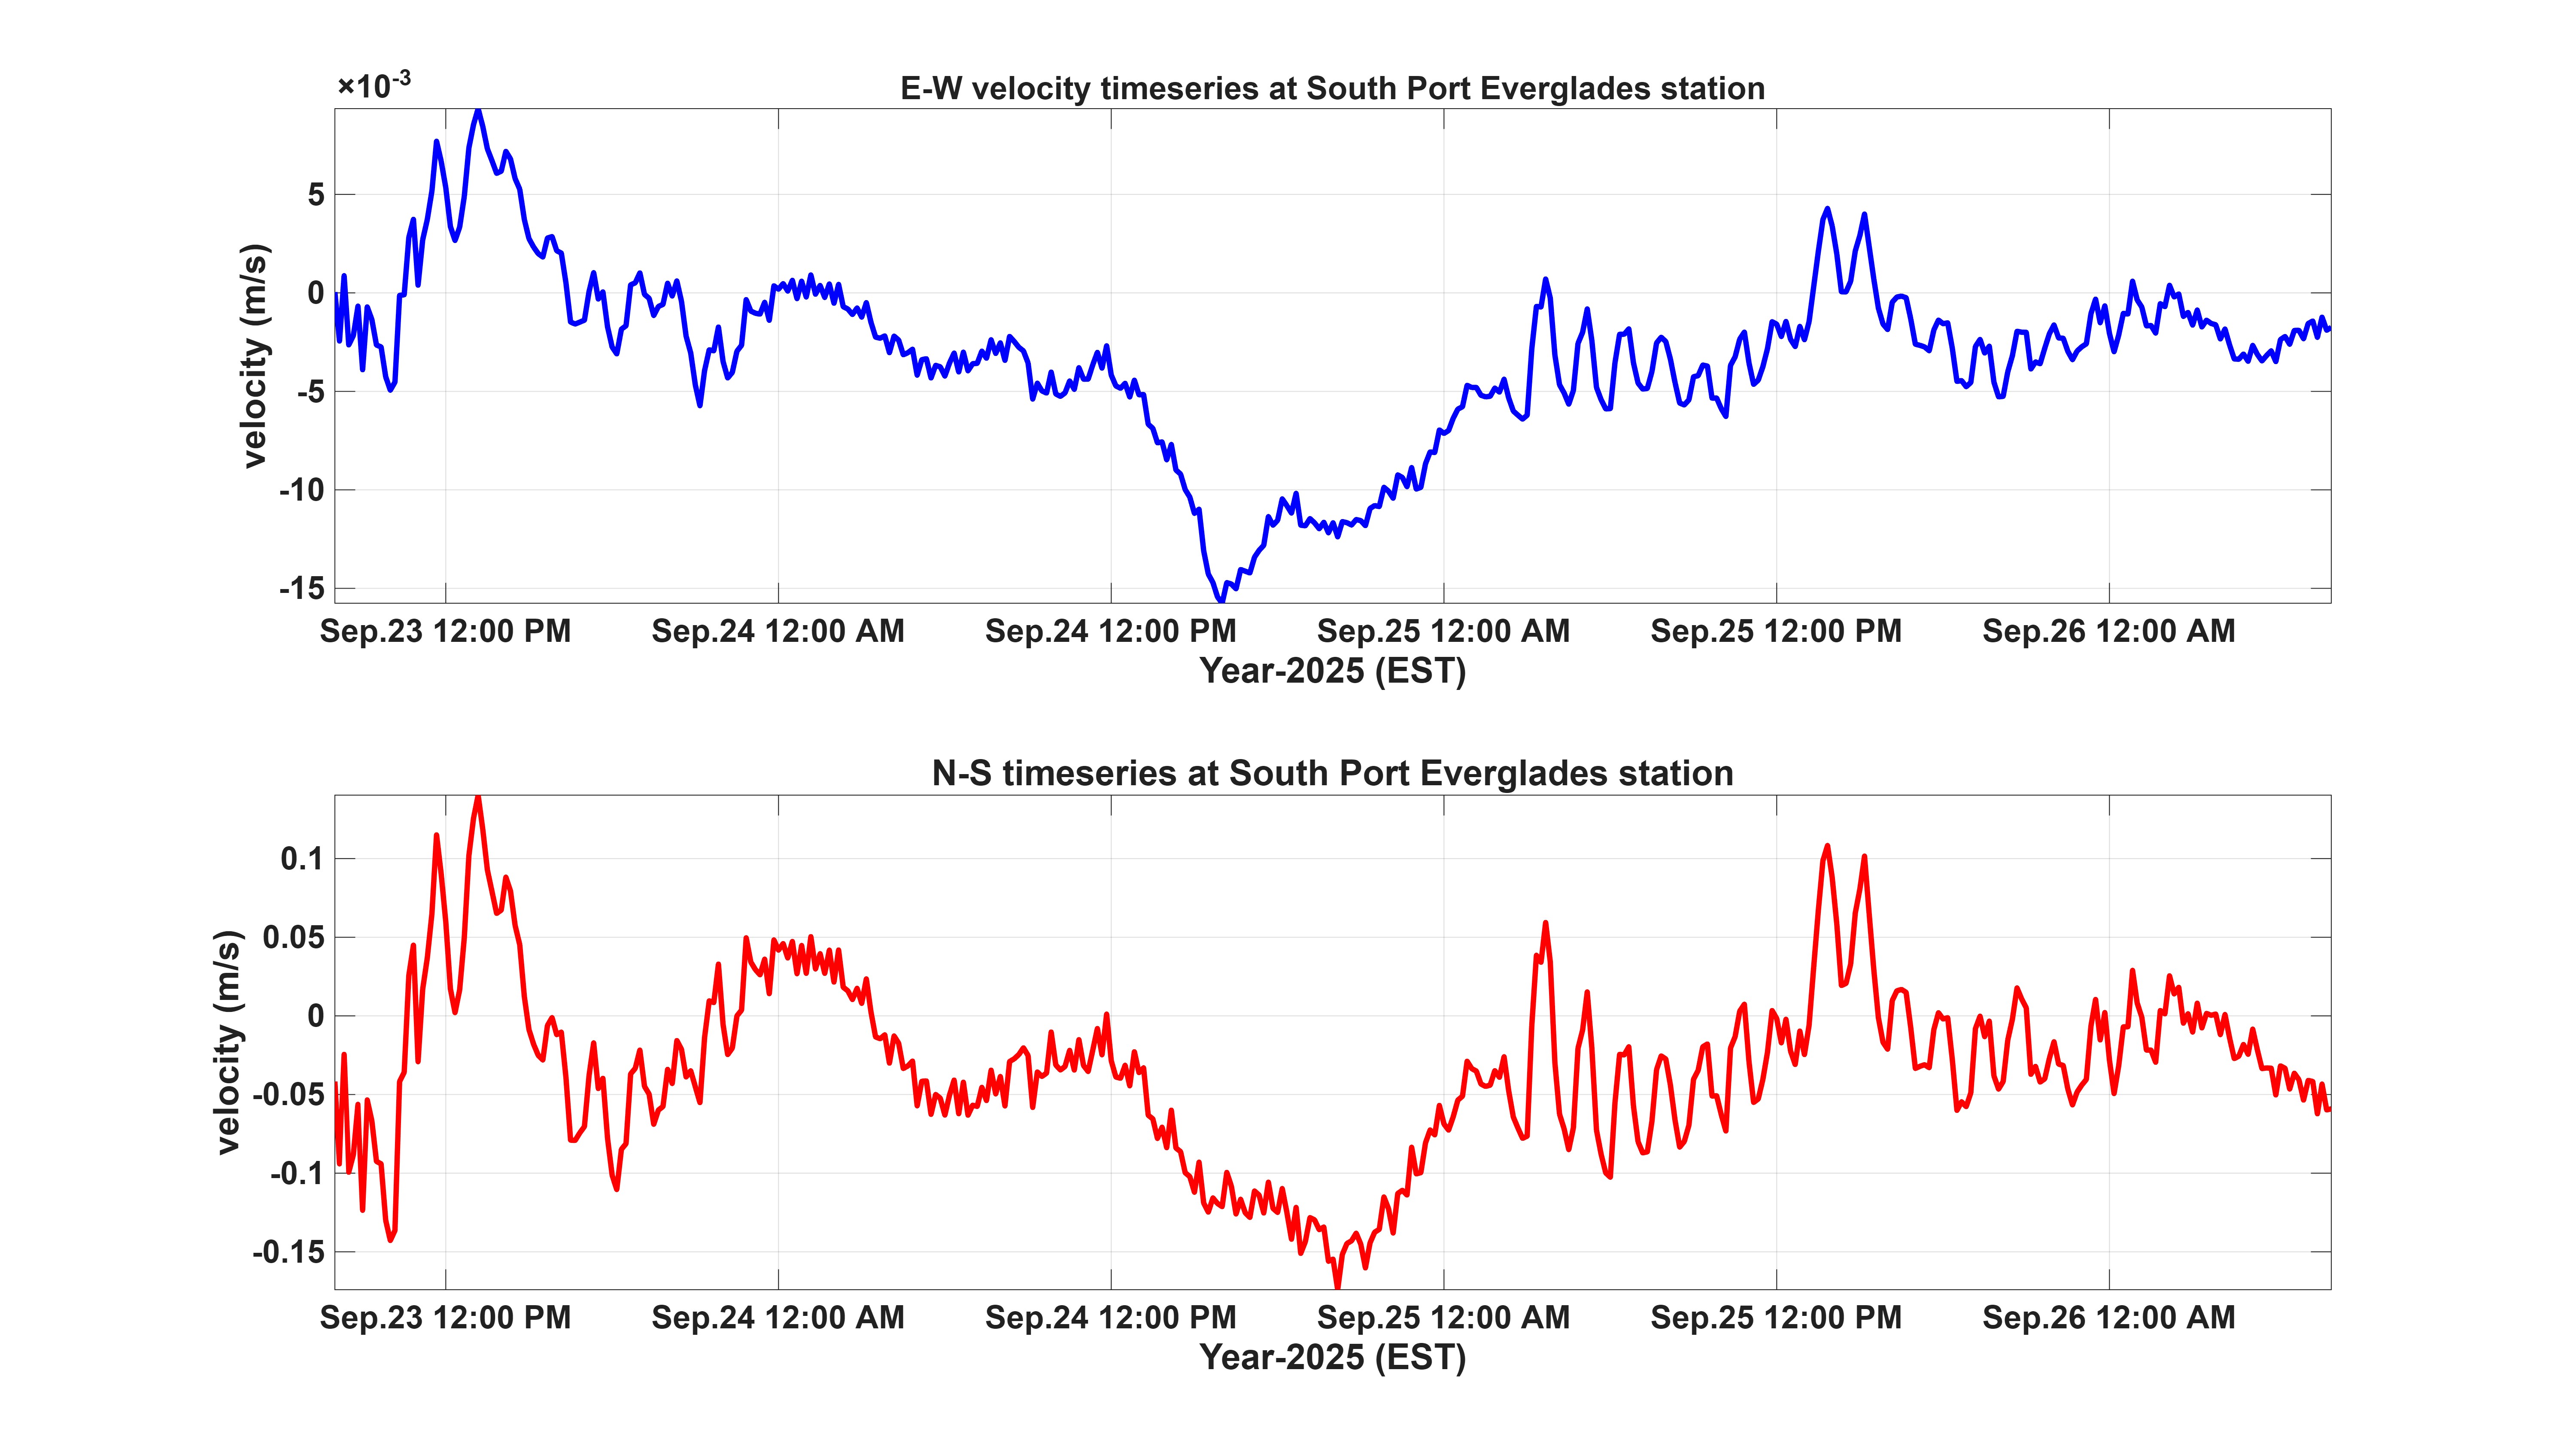 ×10-3
E-W velocity timeseries at South Port Everglades station
5
0
-5
-10
-15
velocity (m/s)
Sep.23 12:00 PM Sep.24 12:00 AM Sep.24 12:00 PM Sep.25 12:00 AM Sep.25 12:00 PM Sep.26 12:00 AM
Year-2025 (EST)
N-S timeseries at South Port Everglades station
0.1
0.05
0
-0.05
-0.1
-0.15
velocity (m/s)
Sep.23 12:00 PM Sep.24 12:00 AM Sep.24 12:00 PM Sep.25 12:00 AM Sep.25 12:00 PM Sep.26 12:00 AM
Year-2025 (EST)